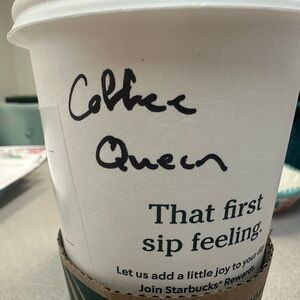 Coffee
Queen
That first
sip feeling.
Let us add a little joy to your
Join Starbucks® Rewards